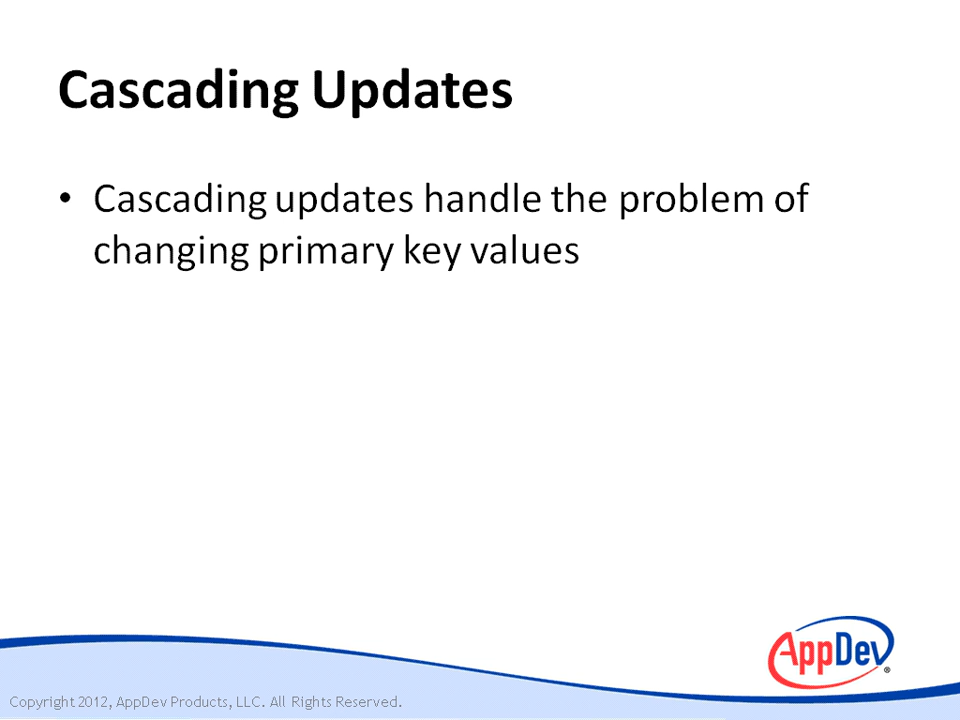 Cascading Updates
• Cascading updates handle the problem of
changing primary key values
AppDev®
Copyright 2012, AppDev Products, LLC. All Rights Reserved.